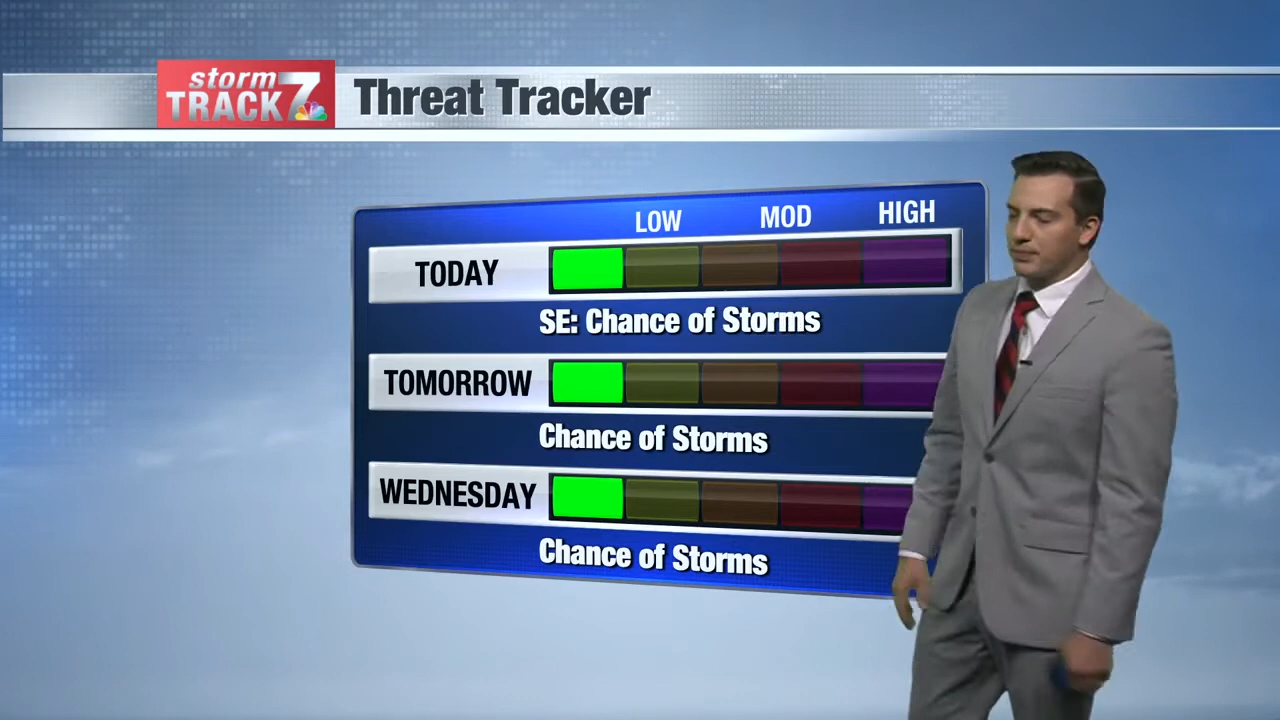 storm
TRACK 7
Threat Tracker
LOW MOD HIGH
TODAY
SE: Chance of Storms
TOMORROW
Chance of Storms
WEDNESDAY
Chance of Storms